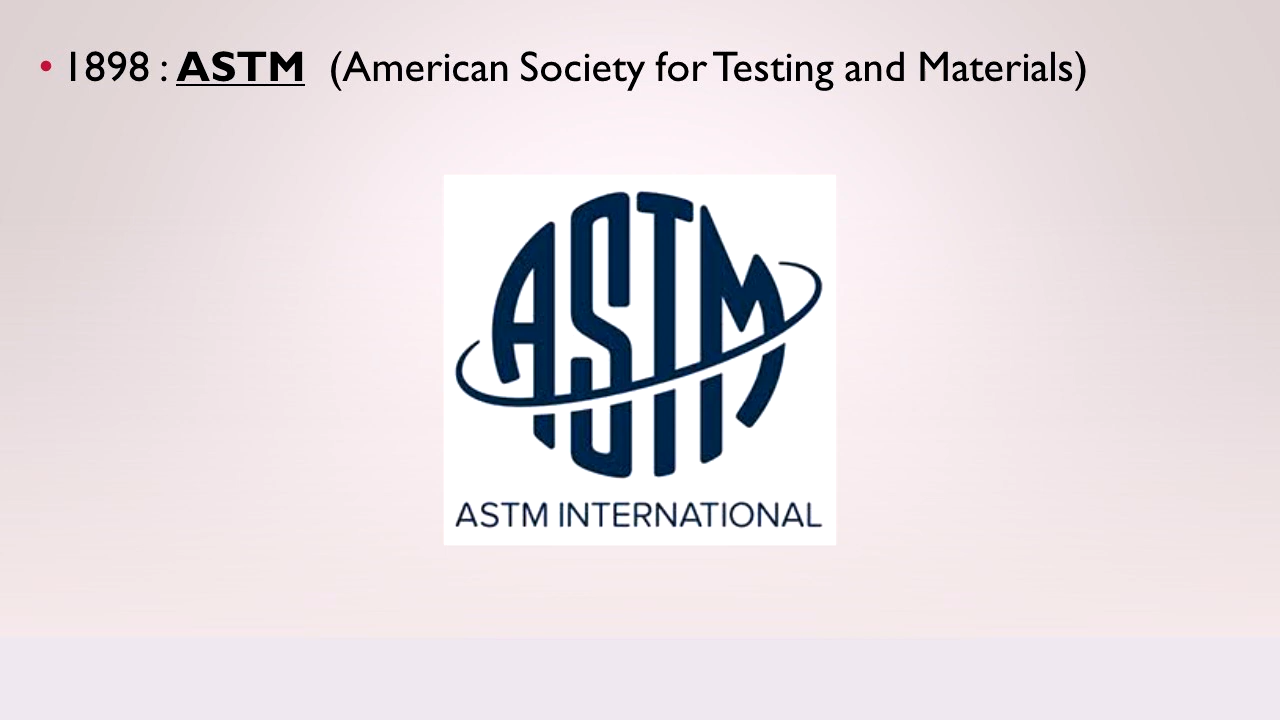 • 1898 : ASTM (American Society for Testing and Materials)
ASTM
ASTM INTERNATIONAL